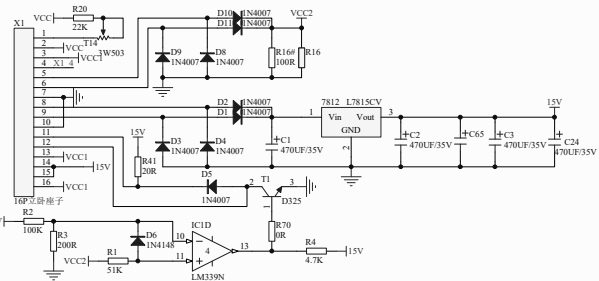 R20
VCC
22K
X1
T14
3W503
1
2
VCC
3
VCC1
4
X1_4
5
6
7
8
9
10
11
12
13
VCC1
14
15V
15
16
VCC1
16P立卧座子
D10
1N4007
D11
1N4007
VCC2
D9
1N4007
D8
1N4007
R16#
100R
R16
D2
1N4007
D1
1N4007
7812
L7815CV
1
Vin
Vout
3
GND
2
15V
15V
R41
20R
D3
1N4007
D4
1N4007
C1
470UF/35V
C2
470UF/35V
C65
C3
470UF/35V
C24
470UF/35V
D5
1N4007
T1
2
3
1
D325
R2
100K
R3
200R
D6
1N4148
IC1D
10
4
11
13
LM339N
VCC2
R1
51K
R70
0R
R4
4.7K
15V